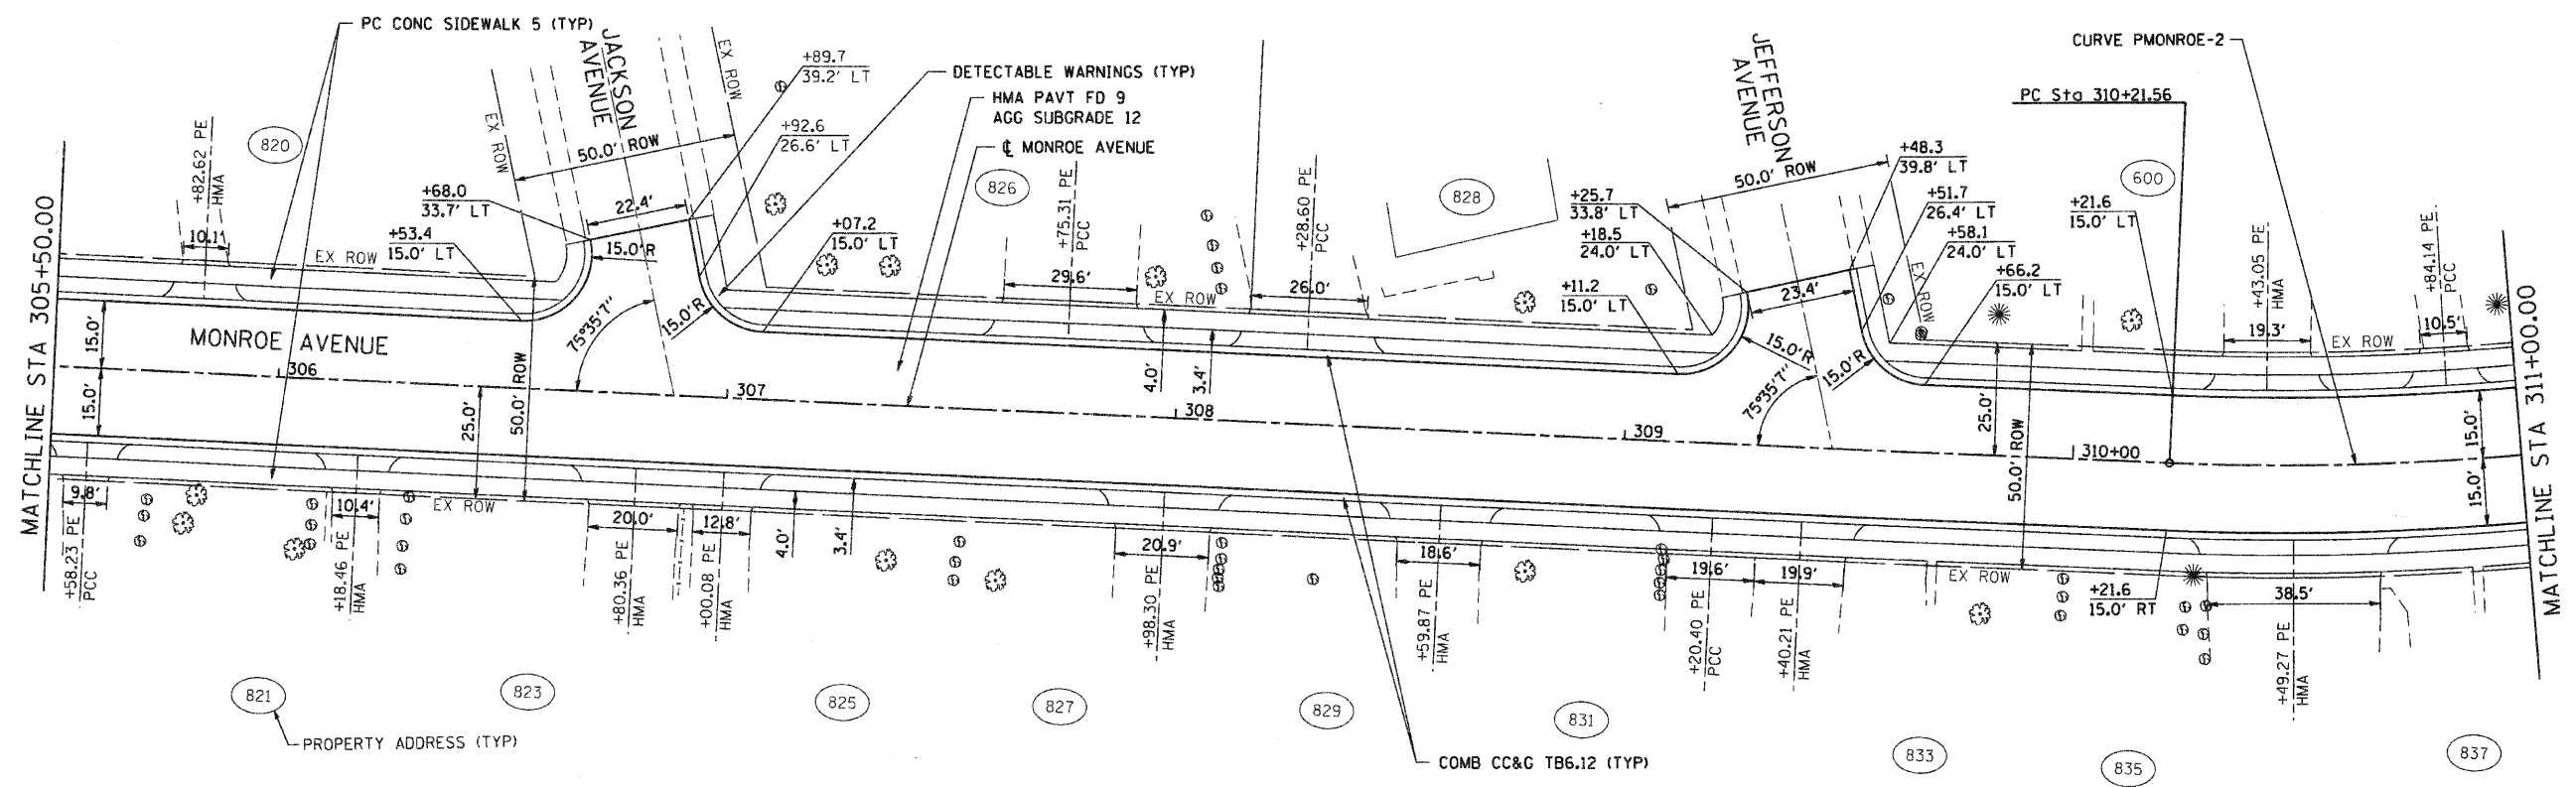 PC CONC SIDEWALK 5 (TYP)
JACKSON
AVENUE
EX ROW
EX ROW
+89.7
39.2' LT
DETECTABLE WARNINGS (TYP)
HMA PAVT FD 9
AGG SUBGRADE 12
℄ MONROE AVENUE
JEFFERSON
AVENUE
CURVE PMONROE-2
PC Sta 310+21.56
+82.62 PE
HMA
820
50.0' ROW
+92.6
26.6' LT
+68.0
33.7' LT
22.4'
826
+75.31 PE
PCC
+28.60 PE
PCC
828
50.0' ROW
+48.3
39.8' LT
600
+25.7
33.8' LT
+51.7
26.4' LT
+21.6
15.0' LT
+53.4
15.0' LT
+07.2
15.0' LT
+18.5
24.0' LT
+58.1
24.0' LT
+66.2
15.0' LT
+11.2
15.0' LT
+43.05 PE
HMA
+84.14 PE
PCC
10.1'
EX ROW
15.0'R
29.6'
EX ROW
26.0'
23.4'
EX ROW
19.3'
EX ROW
10.5'
MATCHLINE STA 305+50.00
15.0'
MONROE AVENUE
75°35'7"
15.0'R
4.0'
3.4'
15.0'R
15.0'R
75°35'7"
MATCHLINE STA 311+00.00
306
307
308
309
310+00
15.0'
25.0'
50.0' ROW
25.0'
50.0' ROW
15.0'
15.0'
9.8'
10.4'
EX ROW
20.0'
12.8'
4.0'
3.4'
20.9'
18.6'
19.6'
19.9'
EX ROW
+21.6
15.0' RT
38.5'
+58.23 PE
PCC
+18.46 PE
HMA
+80.36 PE
HMA
+00.08 PE
HMA
+98.30 PE
HMA
+59.87 PE
HMA
+20.40 PE
PCC
+40.21 PE
HMA
+49.27 PE
HMA
821
823
825
827
829
831
833
835
837
PROPERTY ADDRESS (TYP)
COMB CC&G TB6.12 (TYP)